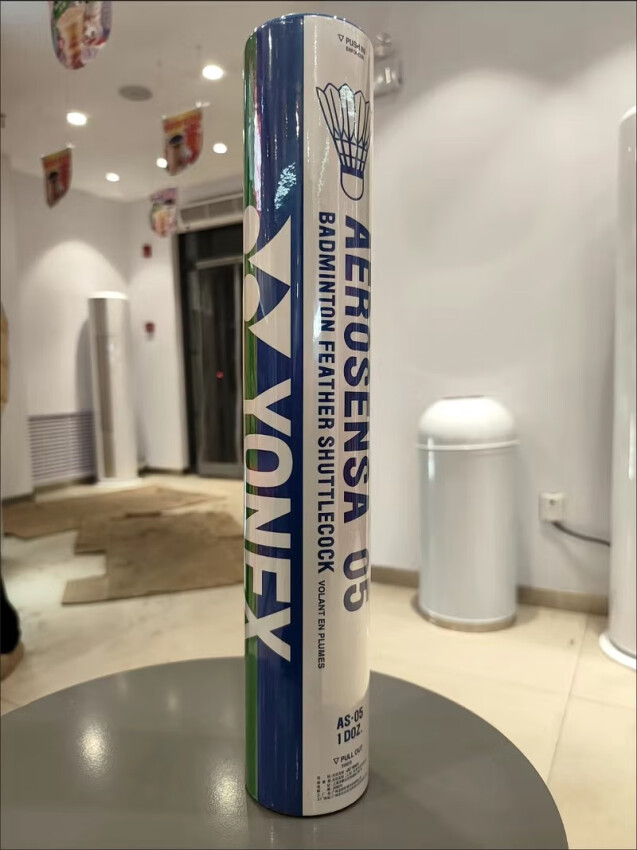 PUSH IN
YONEX
AEROSENSA 05
BADMINTON FEATHER SHUTTLECOCK
VOLANT EN PLUMES
AS-05
1 DOZ.
PULL OUT